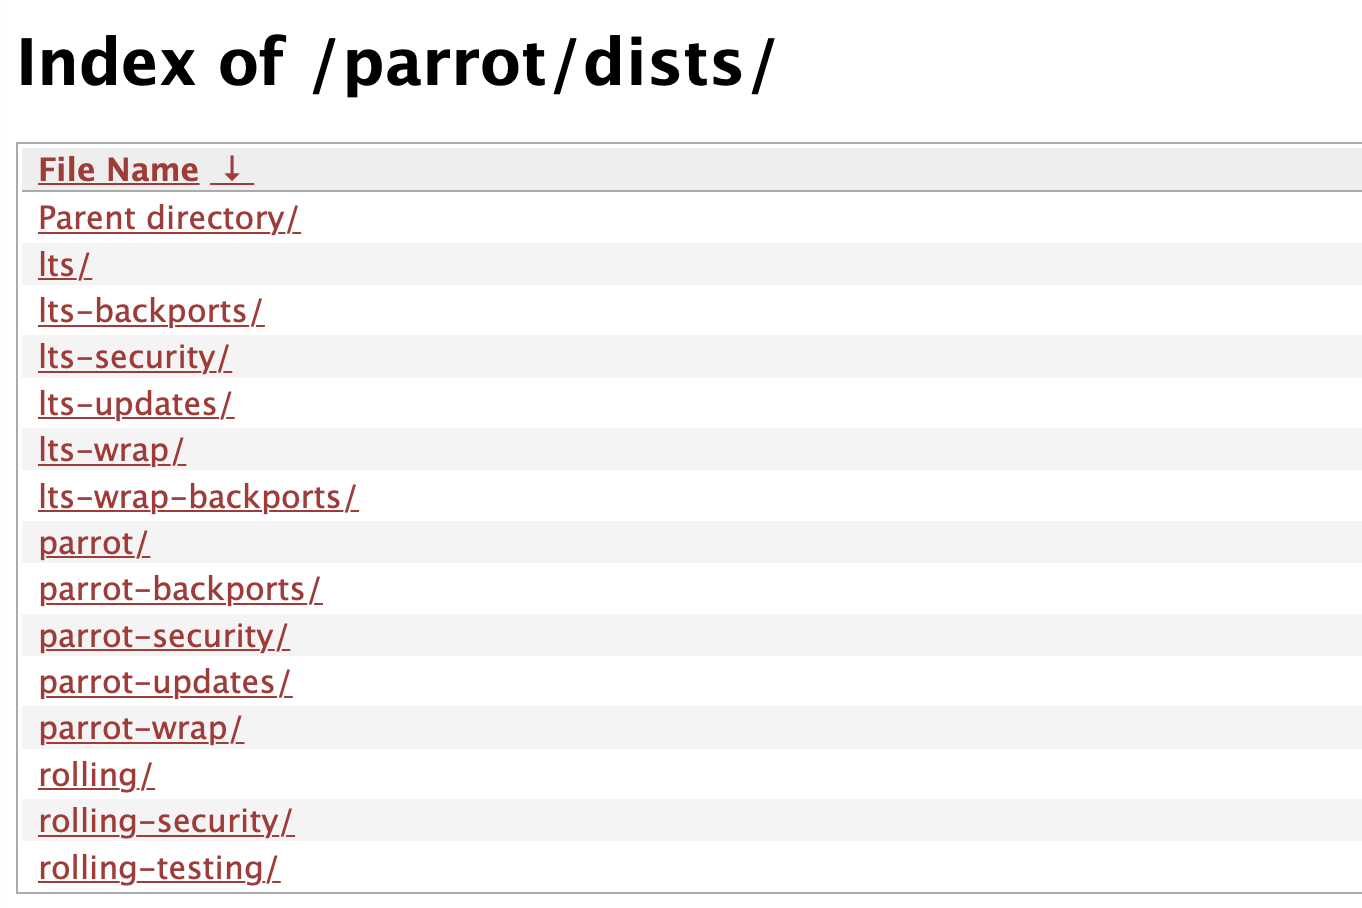 Index of /parrot/dists/
File Name ↓
Parent directory/
lts/
lts-backports/
lts-security/
lts-updates/
lts-wrap/
lts-wrap-backports/
parrot/
parrot-backports/
parrot-security/
parrot-updates/
parrot-wrap/
rolling/
rolling-security/
rolling-testing/